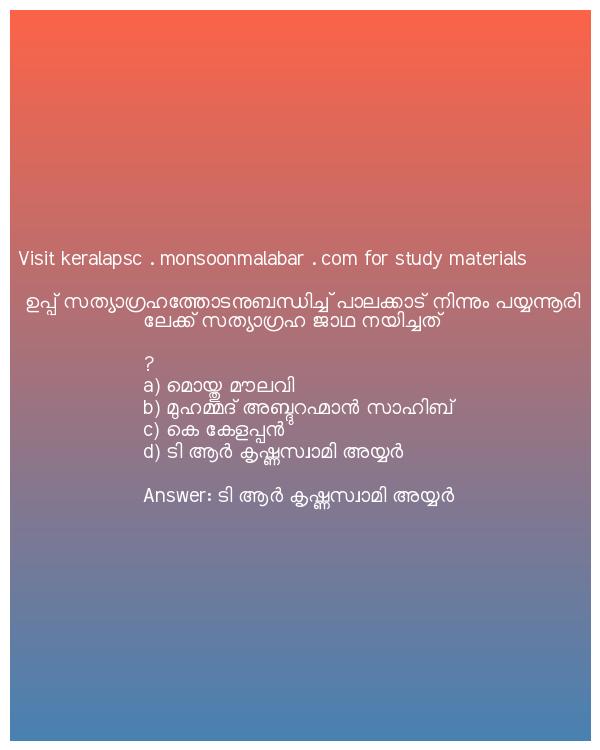 Visit keralapsc . monsoonmalabar . com for study materials
ഉപ്പ് സത്യാഗ്രഹത്തോടനുബന്ധിച്ച് പാലക്കാട് നിന്നും പയ്യന്നൂരി
ലേക്ക് സത്യാഗ്രഹ ജാഥ നയിച്ചത്
?
a) മൊയ്തു മൗലവി
b) മുഹമ്മദ് അബ്ദുറഹ്മാൻ സാഹിബ്
c) കെ കേളപ്പൻ
d) ടി ആർ കൃഷ്ണസ്വാമി അയ്യർ
Answer: ടി ആർ കൃഷ്ണസ്വാമി അയ്യർ